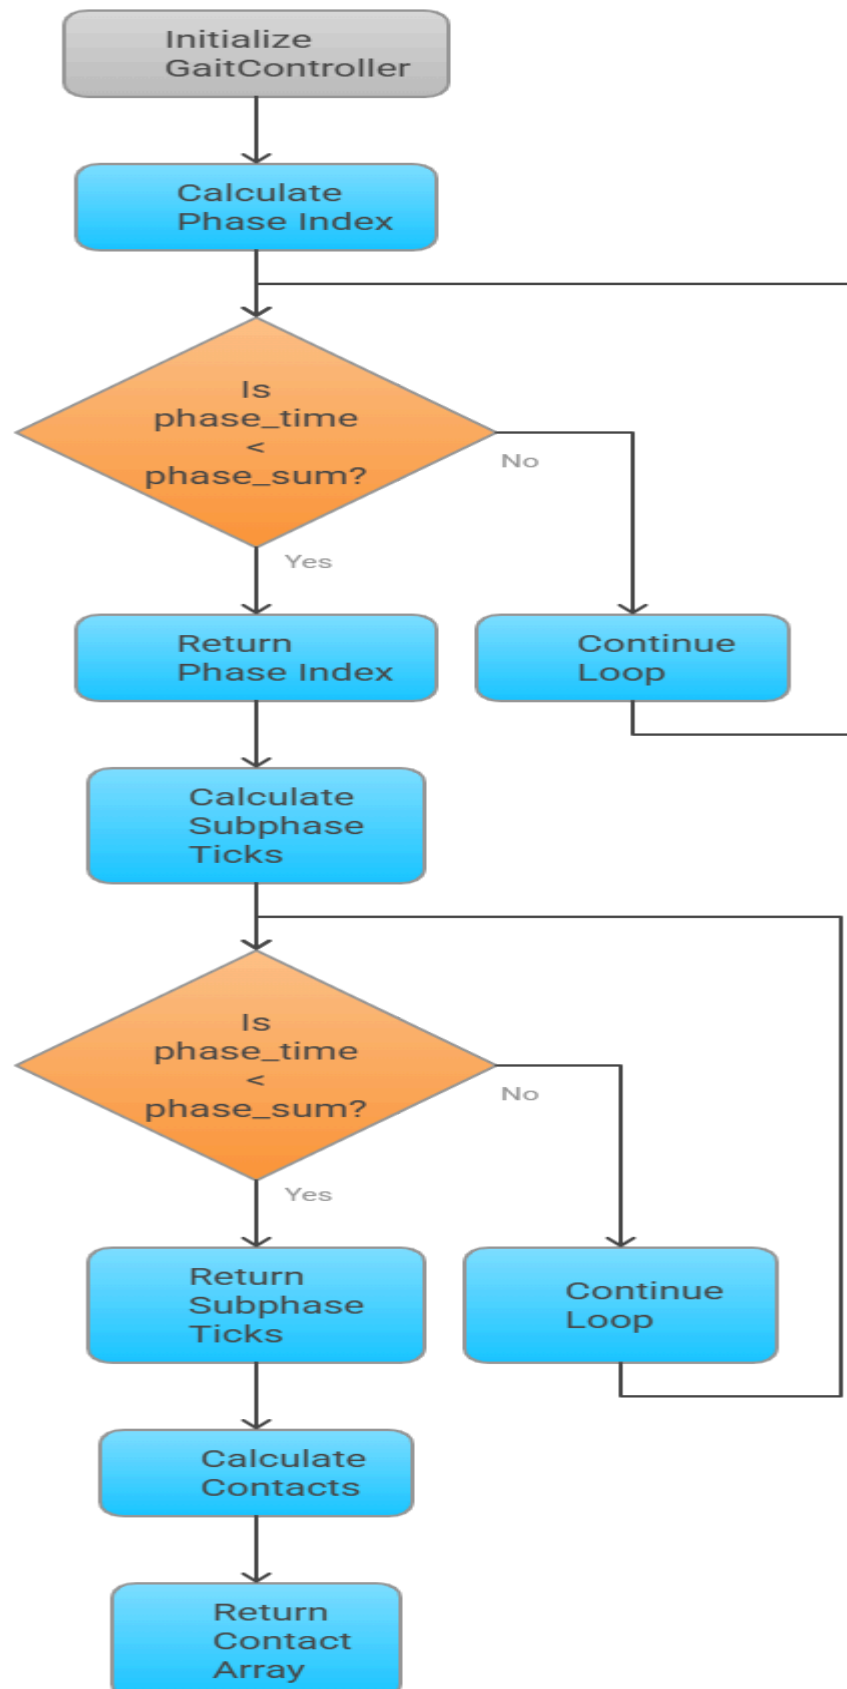 Initialize
GaitController
Calculate
Phase Index
Is
phase_time
<
phase_sum?
No
Yes
Return
Phase Index
Continue
Loop
Calculate
Subphase
Ticks
Is
phase_time
<
phase_sum?
No
Yes
Return
Subphase
Ticks
Continue
Loop
Calculate
Contacts
Return
Contact
Array